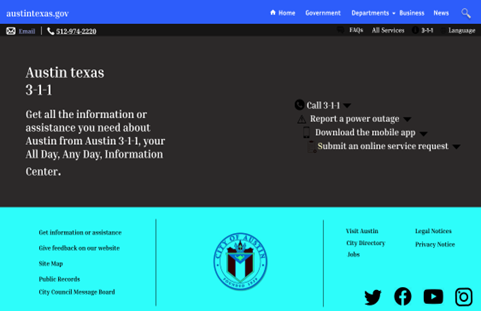 austintexas.gov
Home Government Departments Business News
Email 512-974-2220
FAQs All Services 3-1-1 Language
Austin texas
3-1-1
Get all the information or
assistance you need about
Austin from Austin 3-1-1, your
All Day, Any Day, Information
Center.
Call 3-1-1
Report a power outage
Download the mobile app
Submit an online service request
Get information or assistance
Give feedback on our website
Site Map
Public Records
City Council Message Board
CITY OF AUSTIN
FOUNDED 1839
Visit Austin
City Directory
Jobs
Legal Notices
Privacy Notice